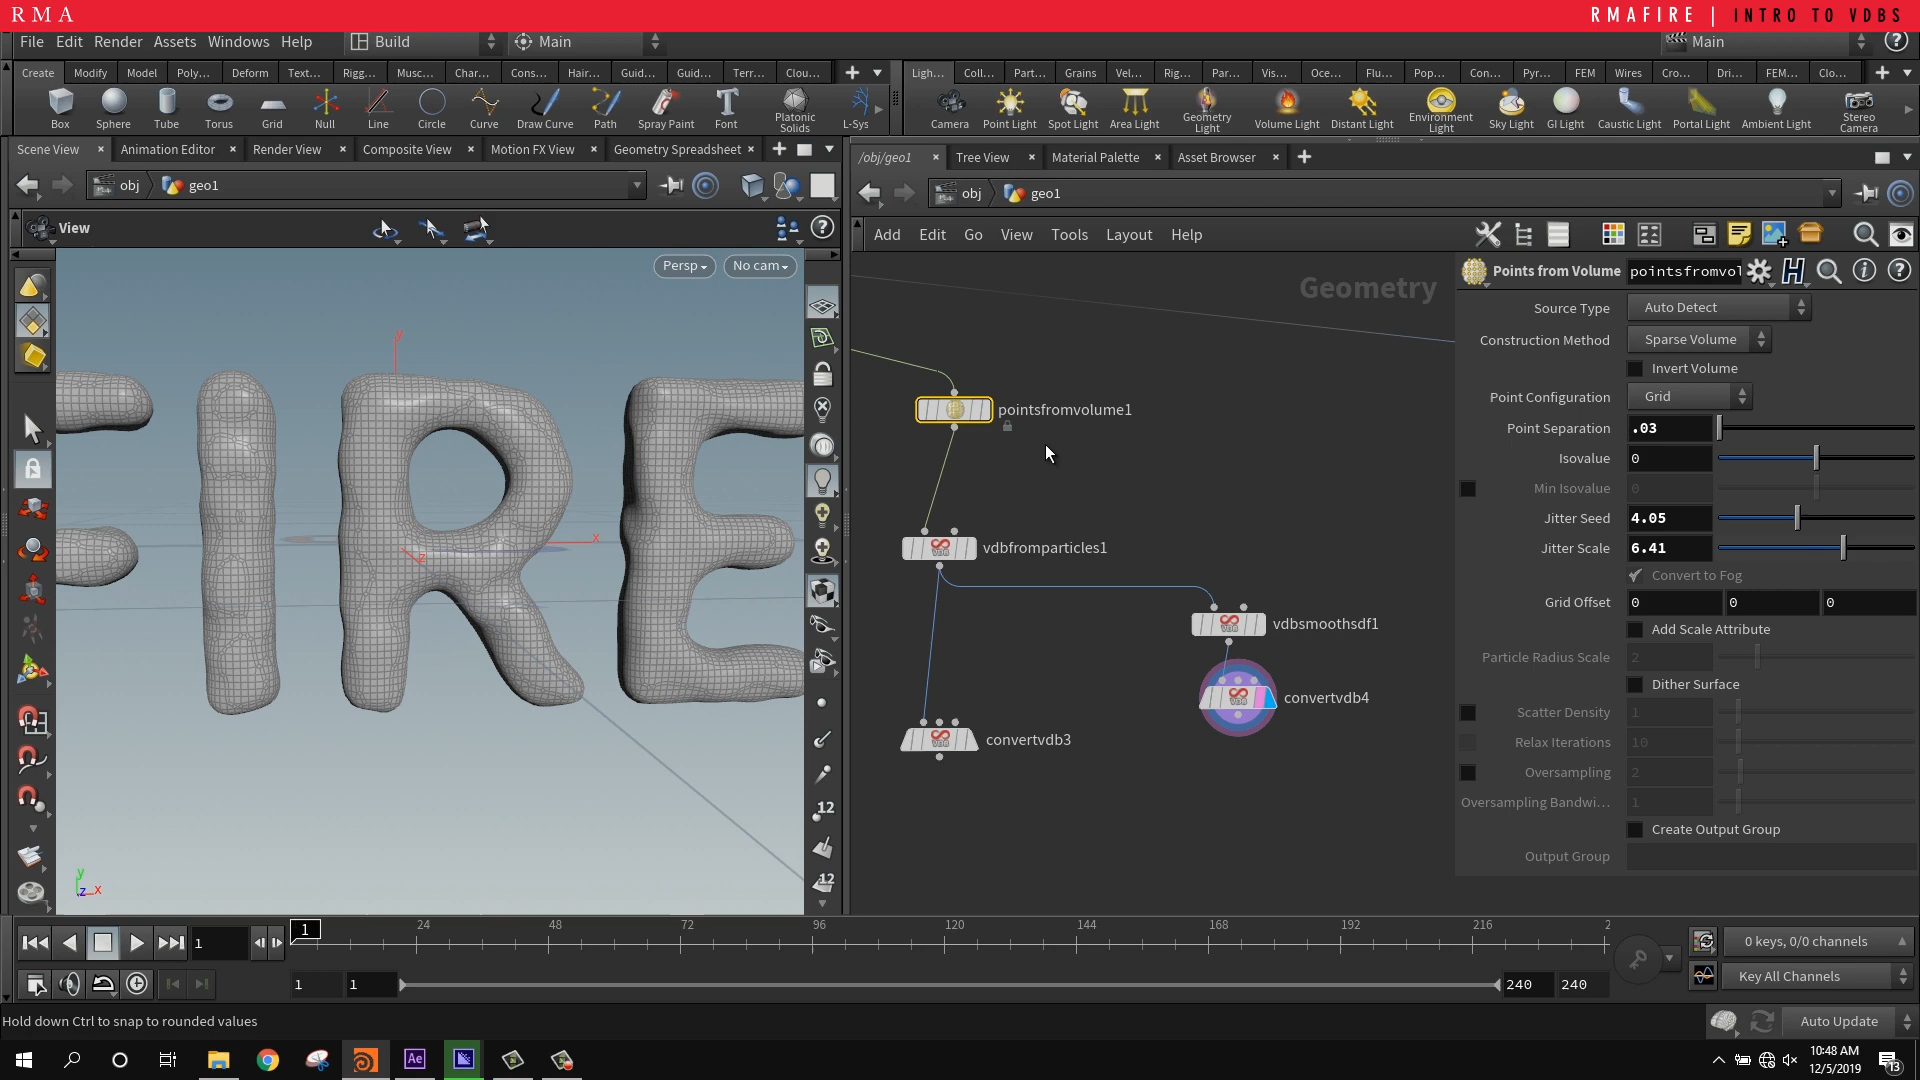 RMA
RMAFIRE | INTRO TO VDBS
File Edit Render Assets Windows Help Build Main Main
Create Modify Model Poly... Deform Text... Rigg... Musc... Char... Cons... Hair... Guid... Guid... Terr... Clou...
Ligh... Coll... Part... Grains Vel... Rig... Par... Vis... Oce... Flu... Pop... Con... Pyr... FEM Wires Cro... Dri... FEM... Clo...
Box Sphere Tube Torus Grid Null Line Circle Curve Draw Curve Path Spray Paint Font Platonic Solids L-Sys
Camera Point Light Spot Light Area Light Geometry Light Volume Light Distant Light Environment Light Sky Light GI Light Caustic Light Portal Light Ambient Light Stereo Camera
Scene View Animation Editor Render View Composite View Motion FX View Geometry Spreadsheet
/obj/geo1 Tree View Material Palette Asset Browser
obj geo1
obj geo1
View
Add Edit Go View Tools Layout Help
Persp No cam
Geometry
y
x
z
y
z x
12
12
pointsfromvolume1
vdbfromparticles1
vdbsmoothsdf1
convertvdb4
convertvdb3
Points from Volume pointsfromvol
Source Type Auto Detect
Construction Method Sparse Volume
Invert Volume
Point Configuration Grid
Point Separation .03
Isovalue 0
Min Isovalue 0
Jitter Seed 4.05
Jitter Scale 6.41
Convert to Fog
Grid Offset 0 0 0
Add Scale Attribute
Particle Radius Scale 2
Dither Surface
Scatter Density 1
Relax Iterations 10
Oversampling 2
Oversampling Bandwi... 1
Create Output Group
Output Group
1 1 24 48 72 96 120 144 168 192 216 2
0 keys, 0/0 channels
1 1 240 240 Key All Channels
Hold down Ctrl to snap to rounded values Auto Update
Ae
10:48 AM
12/5/2019
13